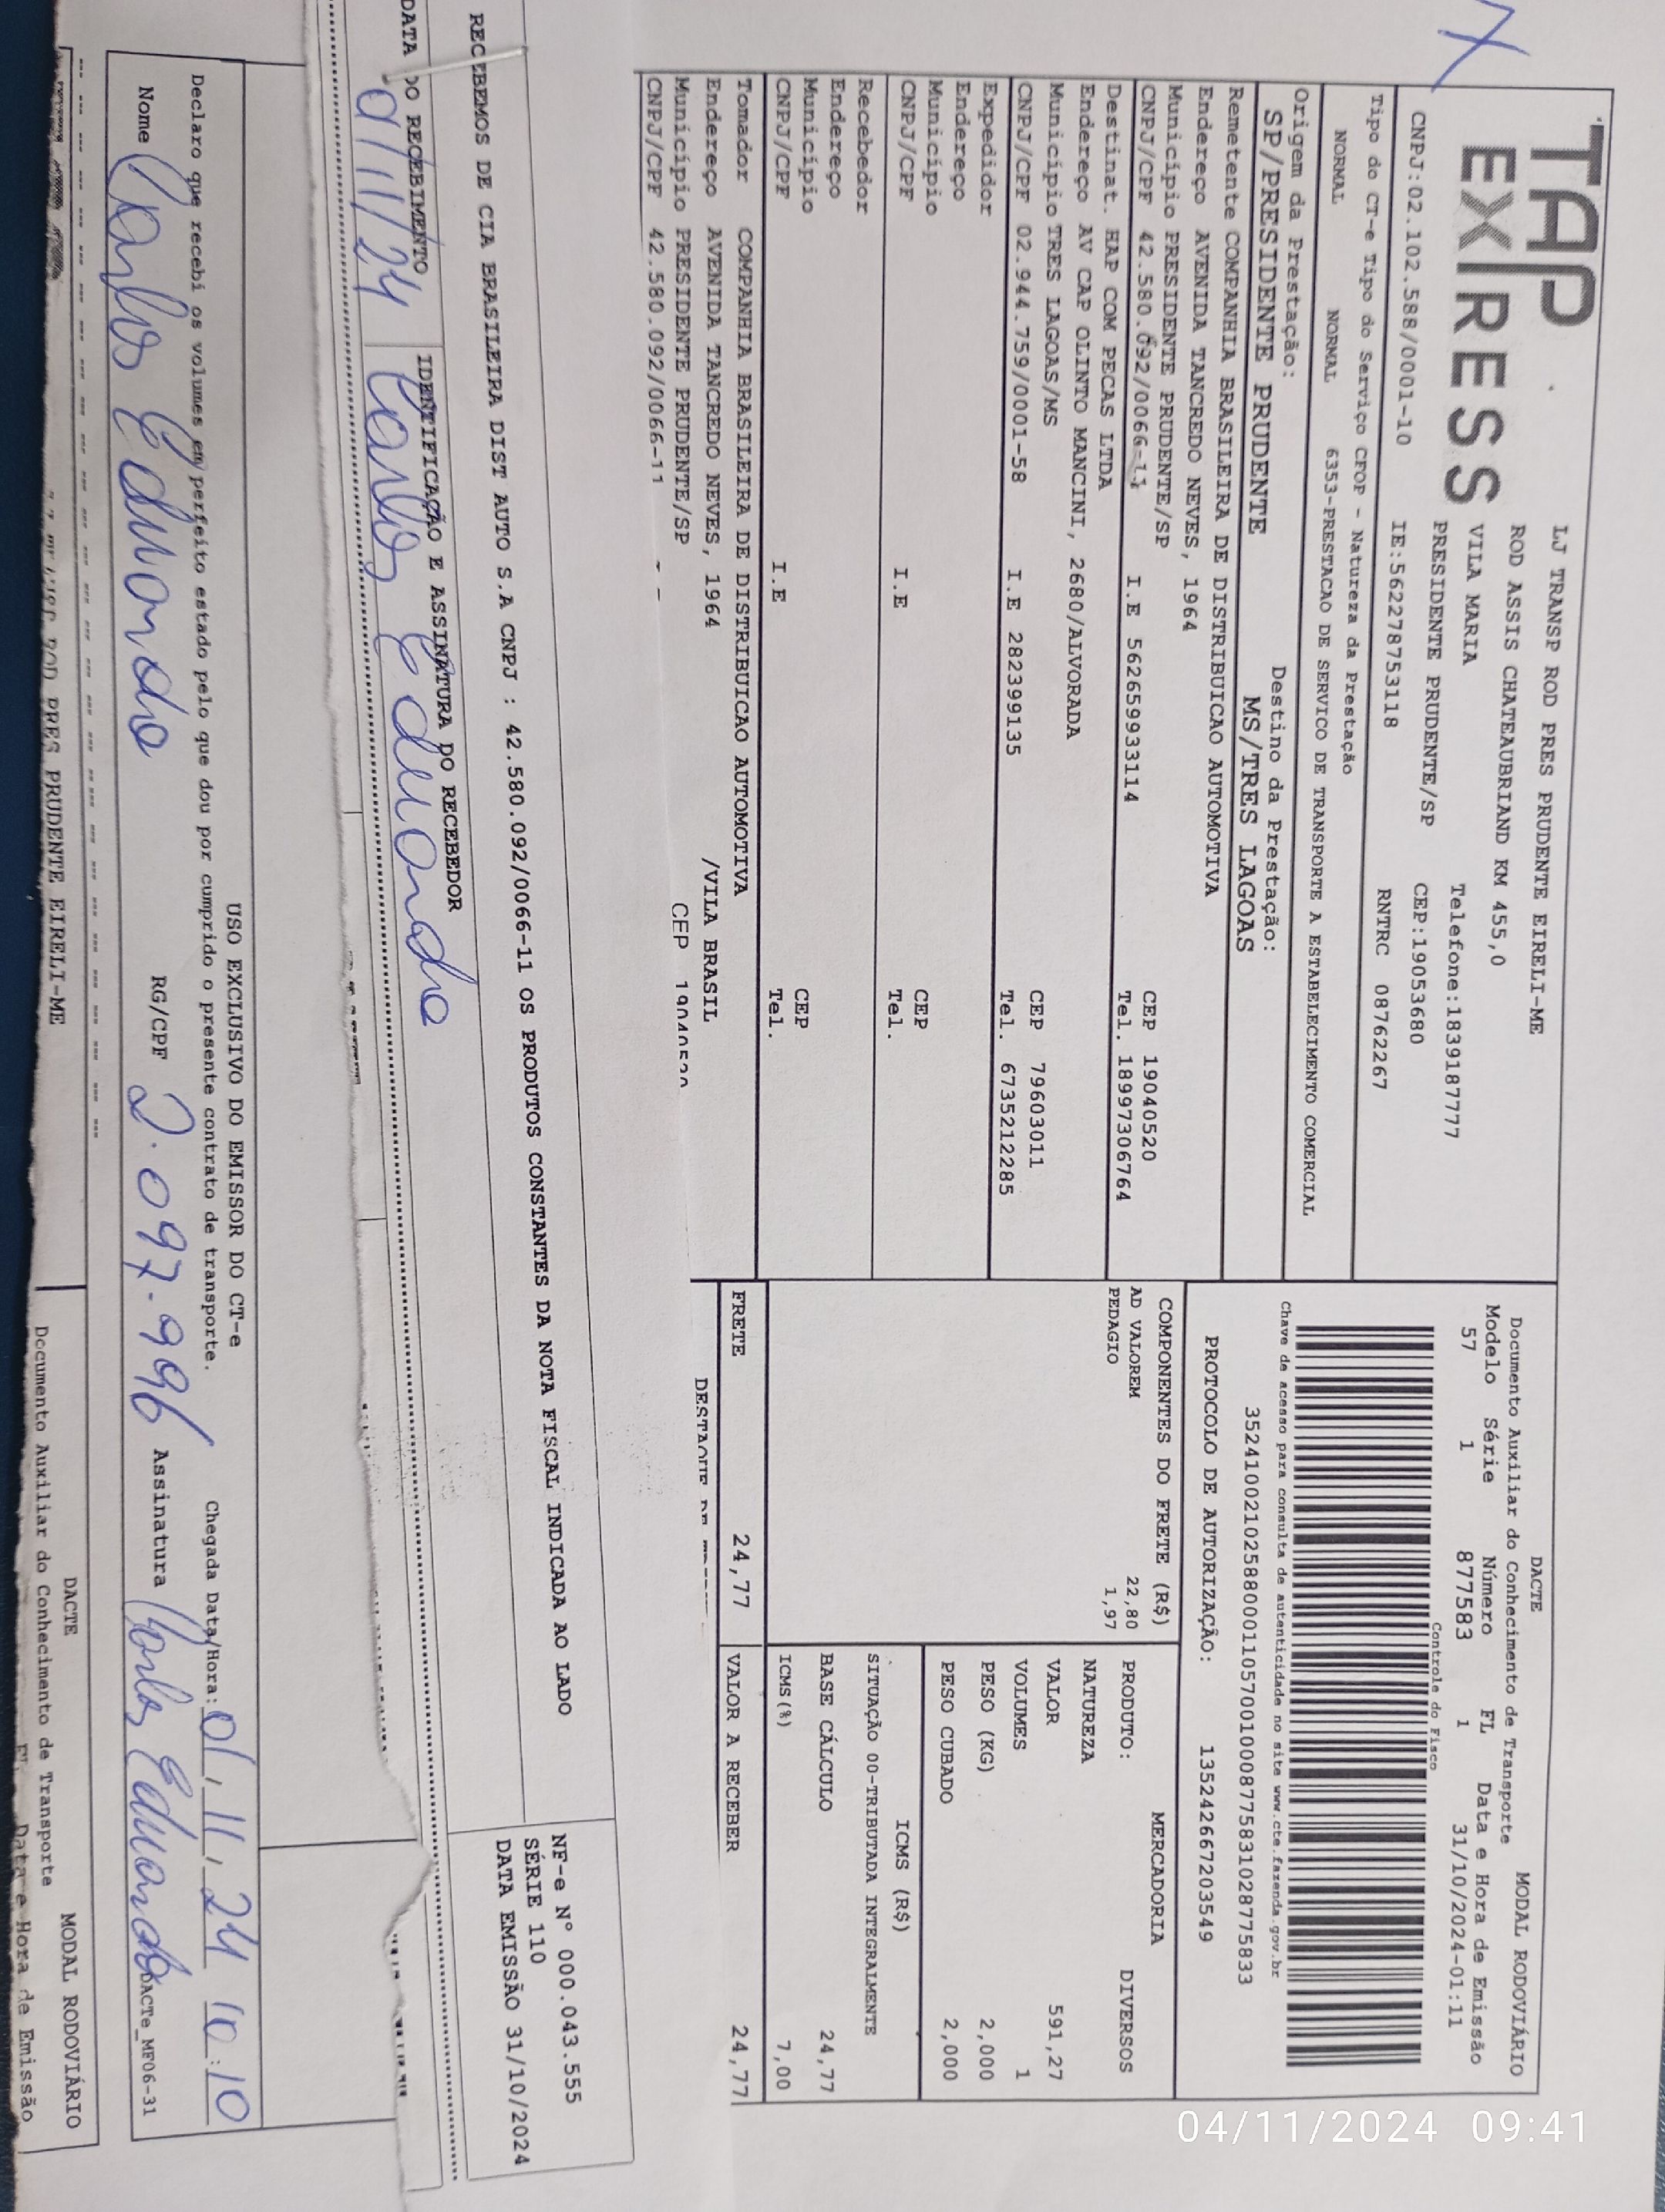 TAP
EXPRESS
LJ TRANSP ROD PRES PRUDENTE EIRELI-ME
ROD ASSIS CHATEAUBRIAND KM 455,0
VILA MARIA
Telefone:1839187777
PRESIDENTE PRUDENTE/SP
CEP:19053680
CNPJ:02.102.588/0001-10
IE:562278753118
RNTRC 08762267
DACTE
MODAL RODOVIÁRIO
Documento Auxiliar do Conhecimento de Transporte
Modelo Série Número FL Data e Hora de Emissão
57 1 877583 1 31/10/2024-01:11
Controle do Fisco
Chave de acesso para consulta de autenticidade no site www.cte.fazenda.gov.br
35241002102588000110570010008775831028775833
PROTOCOLO DE AUTORIZAÇÃO: 135242667203549
Tipo do CT-e Tipo do Serviço CFOP - Natureza da Prestação
NORMAL NORMAL 6353-PRESTACAO DE SERVICO DE TRANSPORTE A ESTABELECIMENTO COMERCIAL
Origem da Prestação: Destino da Prestação:
SP/PRESIDENTE PRUDENTE MS/TRES LAGOAS
Remetente COMPANHIA BRASILEIRA DE DISTRIBUICAO AUTOMOTIVA
Endereço AVENIDA TANCREDO NEVES, 1964
Município PRESIDENTE PRUDENTE/SP CEP 19040520
CNPJ/CPF 42.580.092/0066-11 I.E 562659933114 Tel. 18997306764
Destinat. HAP COM PECAS LTDA
Endereço AV CAP OLINTO MANCINI, 2680/ALVORADA
Município TRES LAGOAS/MS CEP 79603011
CNPJ/CPF 02.944.759/0001-58 I.E 282399135 Tel. 6735212285
Expedidor
Endereço
Município CEP
CNPJ/CPF I.E Tel.
Recebedor
Endereço
Município CEP
CNPJ/CPF I.E Tel.
Tomador COMPANHIA BRASILEIRA DE DISTRIBUICAO AUTOMOTIVA
Endereço AVENIDA TANCREDO NEVES, 1964 /VILA BRASIL
Município PRESIDENTE PRUDENTE/SP CEP 19040520
CNPJ/CPF 42.580.092/0066-11
COMPONENTES DO FRETE (R$)
AD VALOREM 22,80
PEDAGIO 1,97
MERCADORIA
PRODUTO: DIVERSOS
NATUREZA
VALOR 591,27
VOLUMES 1
PESO (KG) 2,000
PESO CUBADO 2,000
ICMS (R$)
SITUAÇÃO 00-TRIBUTADA INTEGRALMENTE
BASE CÁLCULO 24,77
ICMS(%) 7,00
FRETE 24,77
VALOR A RECEBER 24,77
RECEBEMOS DE CIA BRASILEIRA DIST AUTO S.A CNPJ : 42.580.092/0066-11 OS PRODUTOS CONSTANTES DA NOTA FISCAL INDICADA AO LADO
NF-e N° 000.043.555
SÉRIE 110
DATA EMISSÃO 31/10/2024
DATA DO RECEBIMENTO IDENTIFICAÇÃO E ASSINATURA DO RECEBEDOR
01/11/24 Carlos Eduardo
USO EXCLUSIVO DO EMISSOR DO CT-e
Declaro que recebi os volumes em perfeito estado pelo que dou por cumprido o presente contrato de transporte. Chegada Data/Hora: 01/11/24 10:10
Nome Carlos Eduardo RG/CPF 2.097.996 Assinatura Carlos Eduardo
DACTe_MF06-31
DACTE
MODAL RODOVIÁRIO
PRES PRUDENTE EIRELI-ME
Documento Auxiliar do Conhecimento de Transporte
Data e Hora de Emissão
04/11/2024 09:41